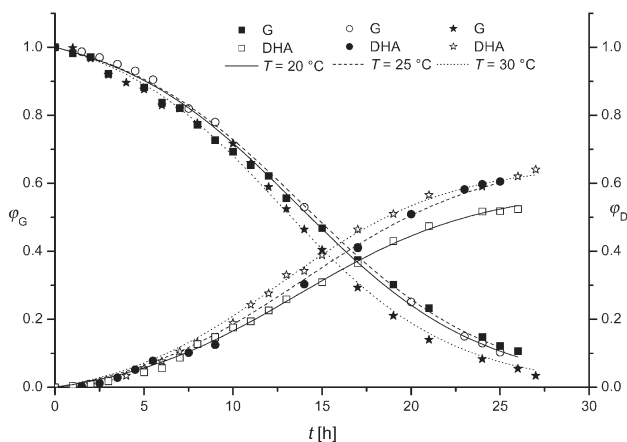 G G G
DHA DHA DHA
T = 20 °C T = 25 °C T = 30 °C
1.0 1.0
0.8 0.8
0.6 0.6
φG φD
0.4 0.4
0.2 0.2
0.0 0.0
0 5 10 15 20 25 30
t [h]